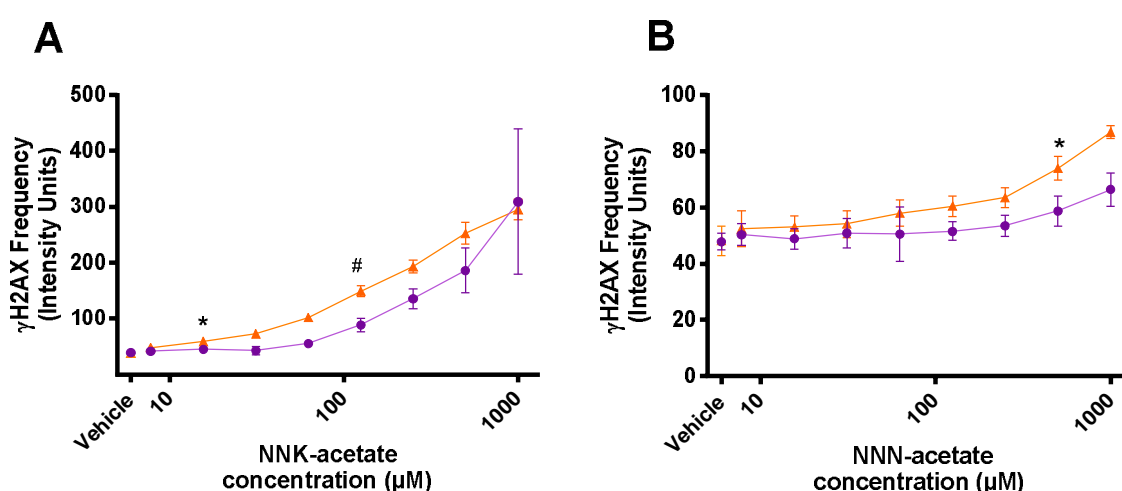 A
γH2AX Frequency
(Intensity Units)
500
400
300
200
100
*
#
Vehicle
10
100
1000
NNK-acetate
concentration (μM)
B
γH2AX Frequency
(Intensity Units)
100
80
60
40
20
0
*
Vehicle
10
100
1000
NNN-acetate
concentration (μM)